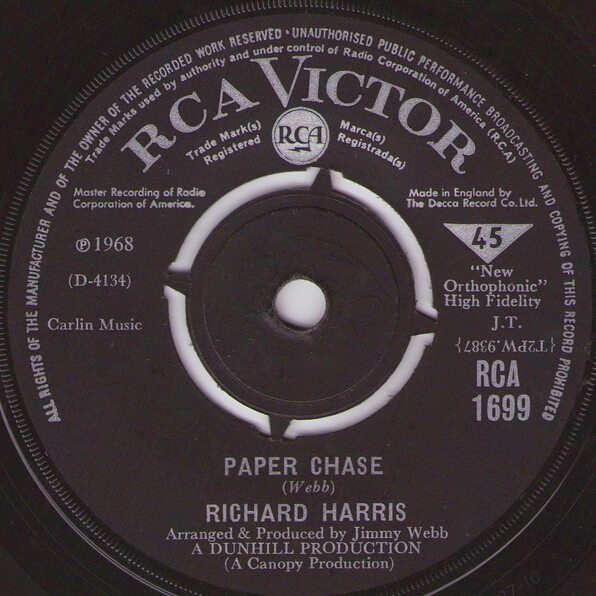 ALL RIGHTS OF THE MANUFACTURER AND OF THE OWNER OF THE RECORDED WORK RESERVED · UNAUTHORISED PUBLIC PERFORMANCE BROADCASTING AND COPYING OF THIS RECORD PROHIBITED
Trade Marks used by authority and under control of Radio Corporation of America (R.C.A)
RCA VICTOR
Trade Mark(s)
Registered
RCA
Marca(s)
Registrada(s)
Master Recording of Radio
Corporation of America.
Made in England by
The Decca Record Co. Ltd.
℗ 1968
(D-4134)
Carlin Music
45
"New
Orthophonic"
High Fidelity
J.T.
{T2PW.9387}
RCA
1699
PAPER CHASE
(Webb)
RICHARD HARRIS
Arranged & Produced by Jimmy Webb
A DUNHILL PRODUCTION
(A Canopy Production)